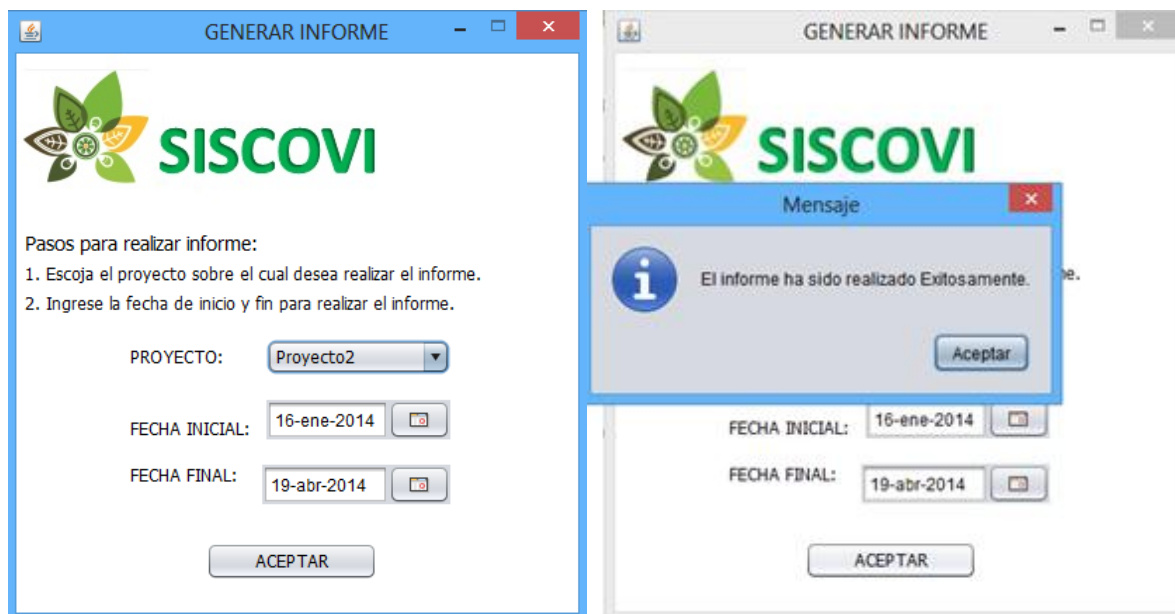 GENERAR INFORME
SISCOVI
Pasos para realizar informe:
1. Escoja el proyecto sobre el cual desea realizar el informe.
2. Ingrese la fecha de inicio y fin para realizar el informe.
PROYECTO: Proyecto2
FECHA INICIAL: 16-ene-2014
FECHA FINAL: 19-abr-2014
ACEPTAR
GENERAR INFORME
SISCOVI
Mensaje
El informe ha sido realizado Exitosamente.
Aceptar
FECHA INICIAL: 16-ene-2014
FECHA FINAL: 19-abr-2014
ACEPTAR